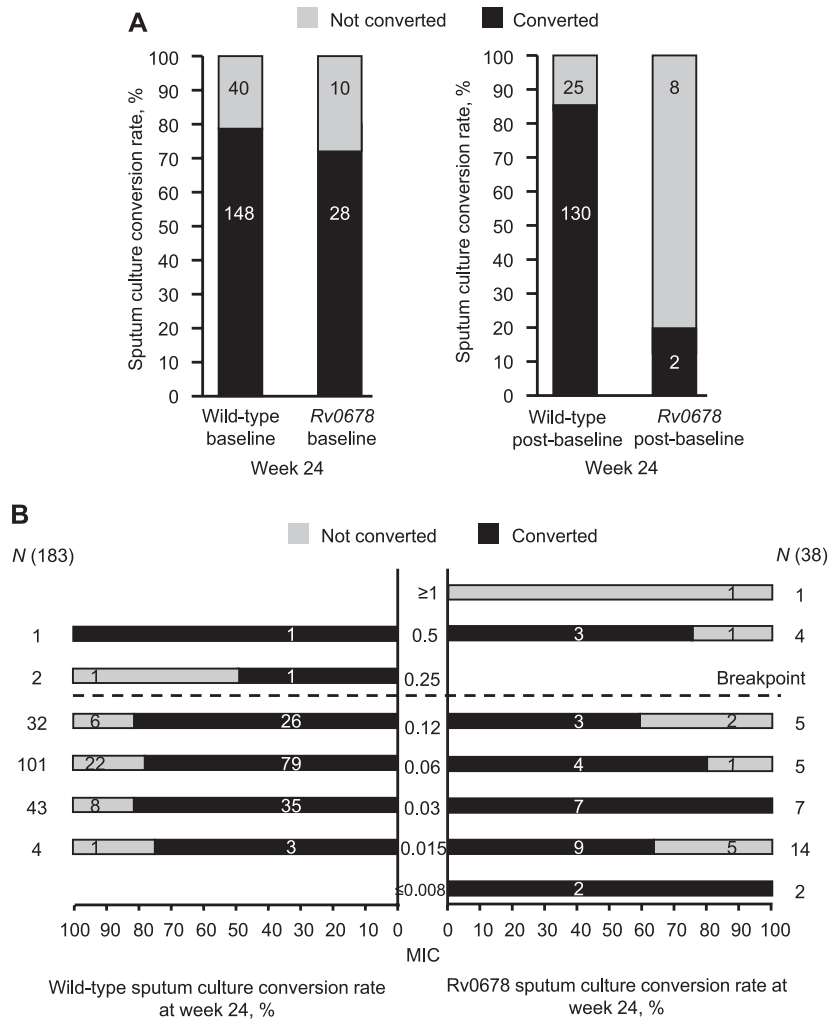 A
Not converted Converted
Sputum culture conversion rate, %
100
90
80
70
60
50
40
30
20
10
0
40
148
10
28
Wild-type
baseline
Rv0678
baseline
Week 24
Sputum culture conversion rate, %
100
90
80
70
60
50
40
30
20
10
0
25
130
8
2
Wild-type
post-baseline
Rv0678
post-baseline
Week 24
B
Not converted Converted
N (183) N (38)
≥1 1 1
1 1 0.5 3 1 4
2 1 1 0.25 Breakpoint
32 6 26 0.12 3 2 5
101 22 79 0.06 4 1 5
43 8 35 0.03 7 7
4 1 3 0.015 9 5 14
≤0.008 2 2
100 90 80 70 60 50 40 30 20 10 0 0 10 20 30 40 50 60 70 80 90 100
MIC
Wild-type sputum culture conversion rate
at week 24, %
Rv0678 sputum culture conversion rate at
week 24, %